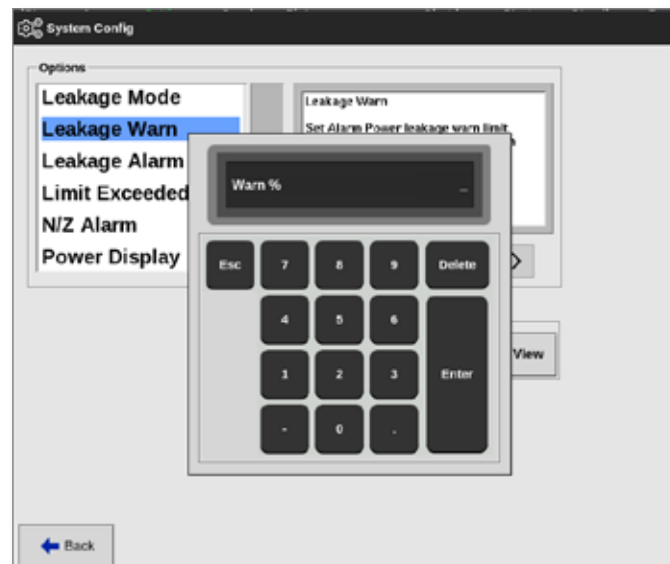 System Config
Options
Leakage Mode
Leakage Warn
Leakage Alarm
Limit Exceeded
N/Z Alarm
Power Display
Leakage Warn
Set Alarm Power leakage warn limit
Warn % _
Esc 7 8 9 Delete
4 5 6
1 2 3 Enter
- 0 .
View
Back